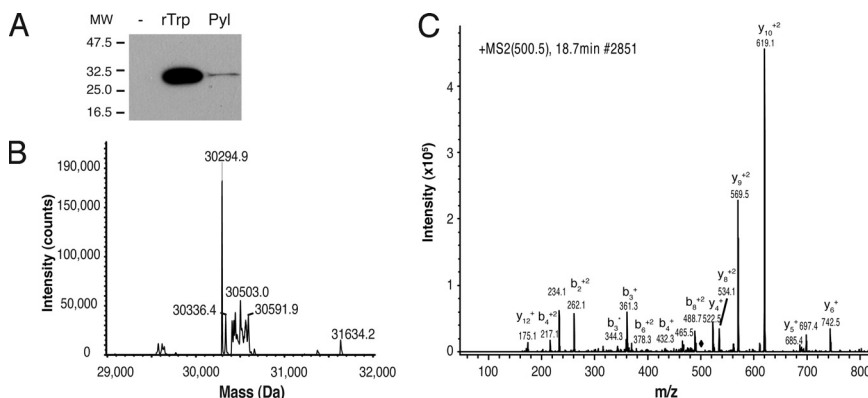 A
MW - rTrp Pyl
47.5
32.5
25.0
16.5
B
Intensity (counts)
190,000
150,000
100,000
50,000
0
30294.9
30336.4
30503.0
30591.9
31634.2
29,000 30,000 31,000 32,000
Mass (Da)
C
+MS2(500.5), 18.7min #2851
Intensity (x10⁵)
4
3
2
1
0
y₁₂⁺
175.1
b₄⁺²
217.1
234.1
b₂⁺²
262.1
b₃⁺
344.3
b₃⁺
361.3
b₆⁺²
378.3
b₄⁺
432.3
465.5
b₈⁺²
488.7
y₄⁺
522.5
y₈⁺²
534.1
y₉⁺²
569.5
y₁₀⁺²
619.1
y₅⁺
685.4
697.4
y₆⁺
742.5
100 200 300 400 500 600 700 800
m/z